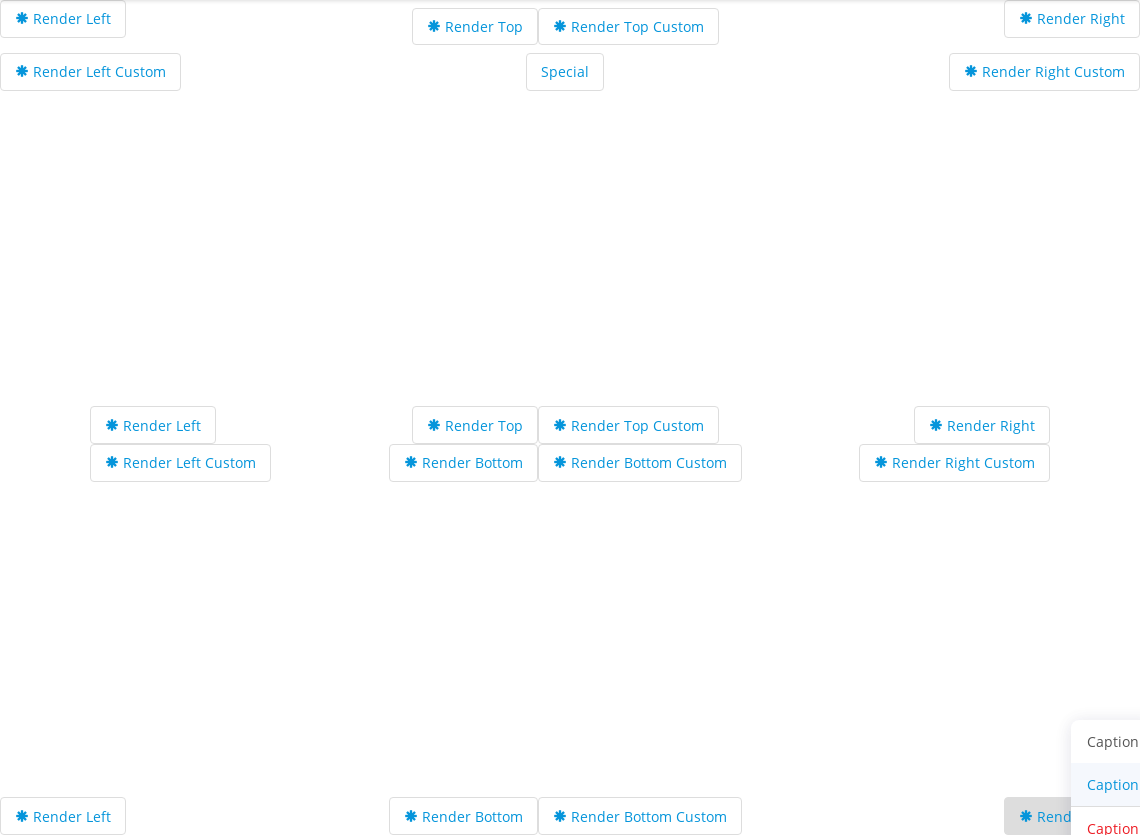 Render Left
Render Top
Render Top Custom
Render Right
Render Left Custom
Special
Render Right Custom
Render Left
Render Top
Render Top Custom
Render Right
Render Left Custom
Render Bottom
Render Bottom Custom
Render Right Custom
Caption
Caption
Render Left
Render Bottom
Render Bottom Custom
Rend
Caption